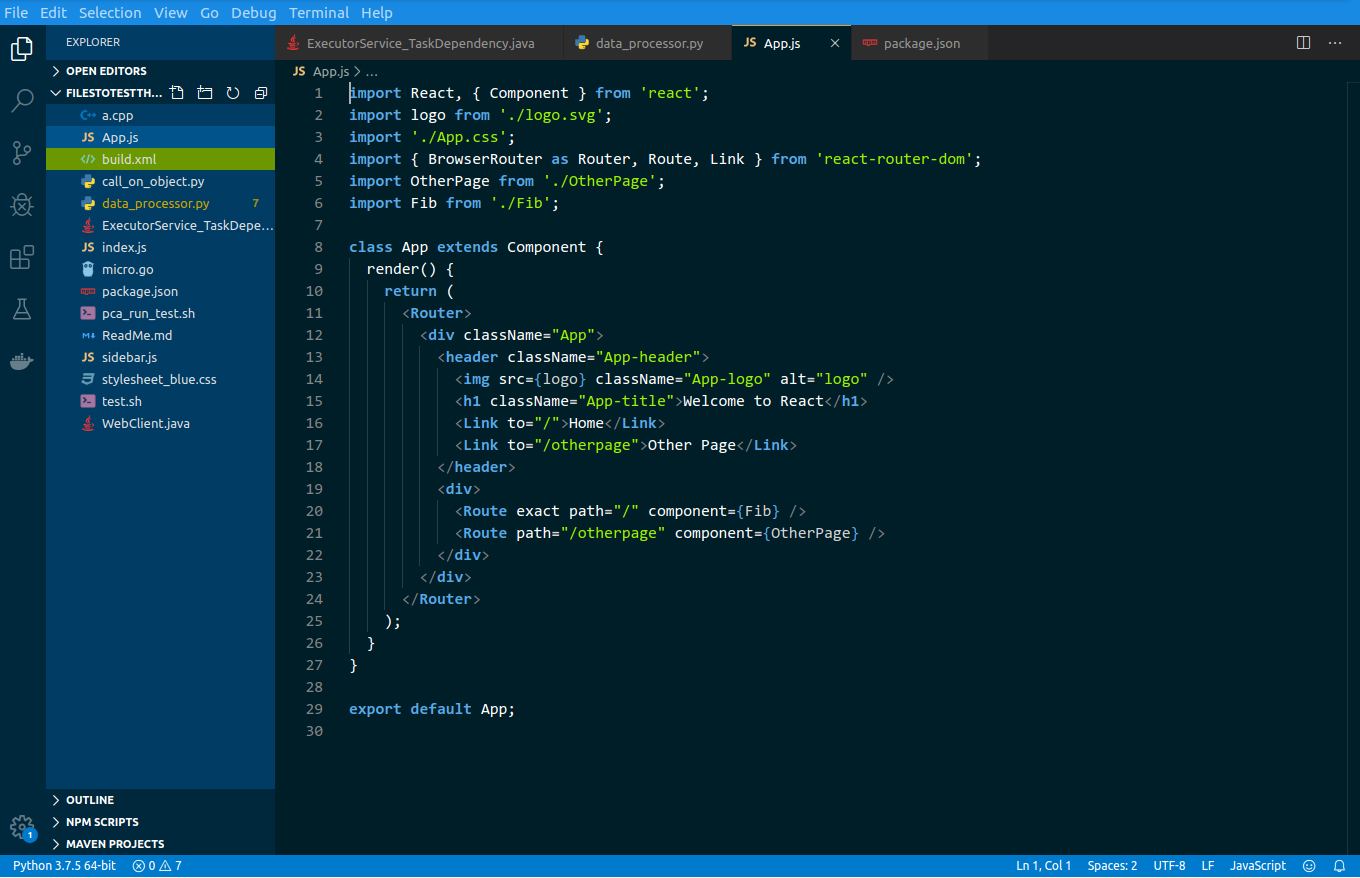 File Edit Selection View Go Debug Terminal Help
EXPLORER
OPEN EDITORS
FILESTOTESTTH...
C++ a.cpp
JS App.js
</> build.xml
call_on_object.py
data_processor.py 7
ExecutorService_TaskDepe...
JS index.js
micro.go
package.json
pca_run_test.sh
ReadMe.md
JS sidebar.js
stylesheet_blue.css
test.sh
WebClient.java
OUTLINE
NPM SCRIPTS
MAVEN PROJECTS
1
ExecutorService_TaskDependency.java data_processor.py JS App.js package.json
JS App.js > ...
1 import React, { Component } from 'react';
2 import logo from './logo.svg';
3 import './App.css';
4 import { BrowserRouter as Router, Route, Link } from 'react-router-dom';
5 import OtherPage from './OtherPage';
6 import Fib from './Fib';
7
8 class App extends Component {
9 render() {
10 return (
11 <Router>
12 <div className="App">
13 <header className="App-header">
14 <img src={logo} className="App-logo" alt="logo" />
15 <h1 className="App-title">Welcome to React</h1>
16 <Link to="/">Home</Link>
17 <Link to="/otherpage">Other Page</Link>
18 </header>
19 <div>
20 <Route exact path="/" component={Fib} />
21 <Route path="/otherpage" component={OtherPage} />
22 </div>
23 </div>
24 </Router>
25 );
26 }
27 }
28
29 export default App;
30
Python 3.7.5 64-bit 0 7 Ln 1, Col 1 Spaces: 2 UTF-8 LF JavaScript